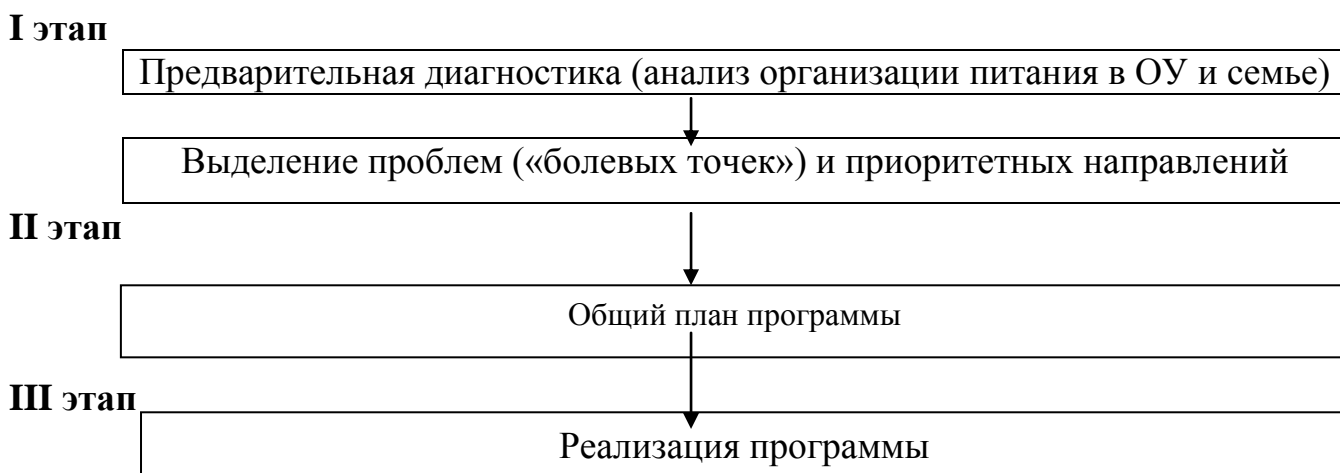 I этап
Предварительная диагностика (анализ организации питания в ОУ и семье)
Выделение проблем («болевых точек») и приоритетных направлений
II этап
Общий план программы
III этап
Реализация программы